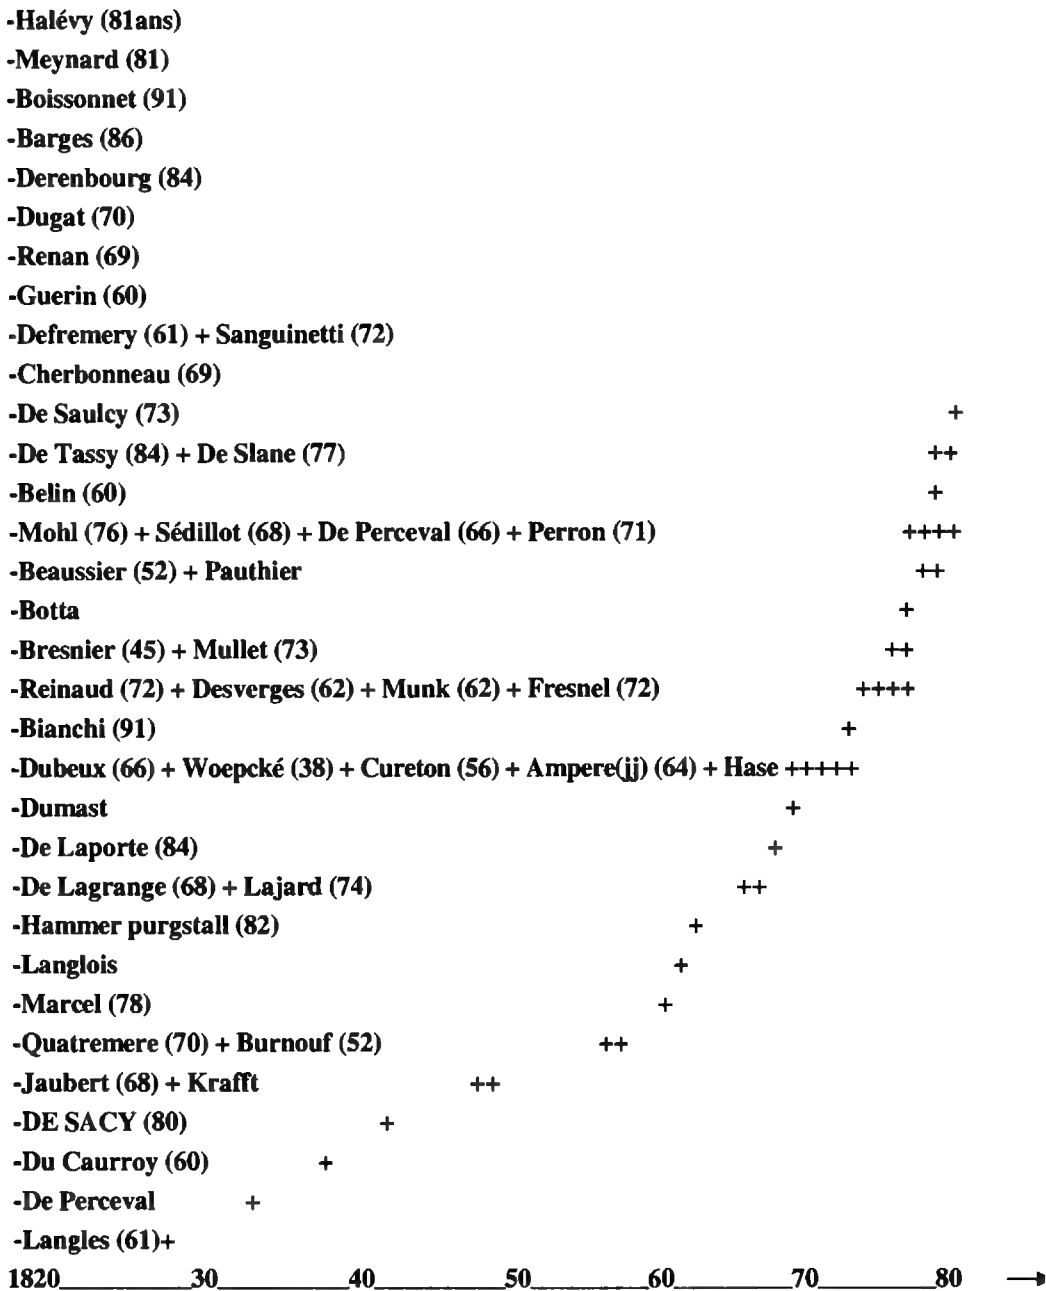 -Halévy (81ans)
-Meynard (81)
-Boissonnet (91)
-Barges (86)
-Derenbourg (84)
-Dugat (70)
-Renan (69)
-Guerin (60)
-Defremery (61) + Sanguinetti (72)
-Cherbonneau (69)
-De Saulcy (73) +
-De Tassy (84) + De Slane (77) ++
-Belin (60) +
-Mohl (76) + Sédillot (68) + De Perceval (66) + Perron (71) ++++
-Beaussier (52) + Pauthier ++
-Botta +
-Bresnier (45) + Mullet (73) ++
-Reinaud (72) + Desverges (62) + Munk (62) + Fresnel (72) ++++
-Bianchi (91) +
-Dubeux (66) + Woepcké (38) + Cureton (56) + Ampere(jj) (64) + Hase +++++
-Dumast +
-De Laporte (84) +
-De Lagrange (68) + Lajard (74) ++
-Hammer purgstall (82) +
-Langlois +
-Marcel (78) +
-Quatremere (70) + Burnouf (52) ++
-Jaubert (68) + Krafft ++
-DE SACY (80) +
-Du Caurroy (60) +
-De Perceval +
-Langles (61)+
1820 30 40 50 60 70 80 →